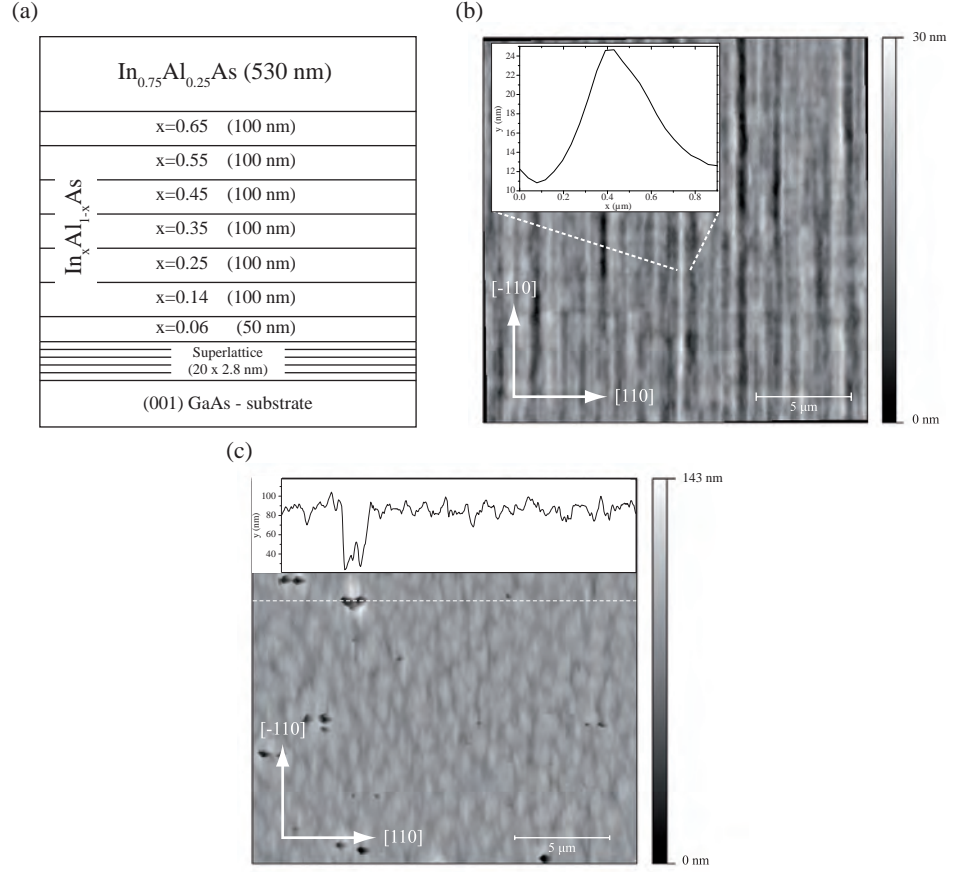 (a)
In0.75Al0.25As (530 nm)
x=0.65 (100 nm)
x=0.55 (100 nm)
x=0.45 (100 nm)
x=0.35 (100 nm)
x=0.25 (100 nm)
x=0.14 (100 nm)
x=0.06 (50 nm)
InxAl1-xAs
Superlattice
(20 x 2.8 nm)
(001) GaAs - substrate
(b)
30 nm
0 nm
y (nm)
26
24
22
20
18
16
14
12
10
0.0 0.2 0.4 0.6 0.8
x (µm)
[-110]
[110]
5 µm
(c)
143 nm
0 nm
y (nm)
100
80
60
40
[-110]
[110]
5 µm